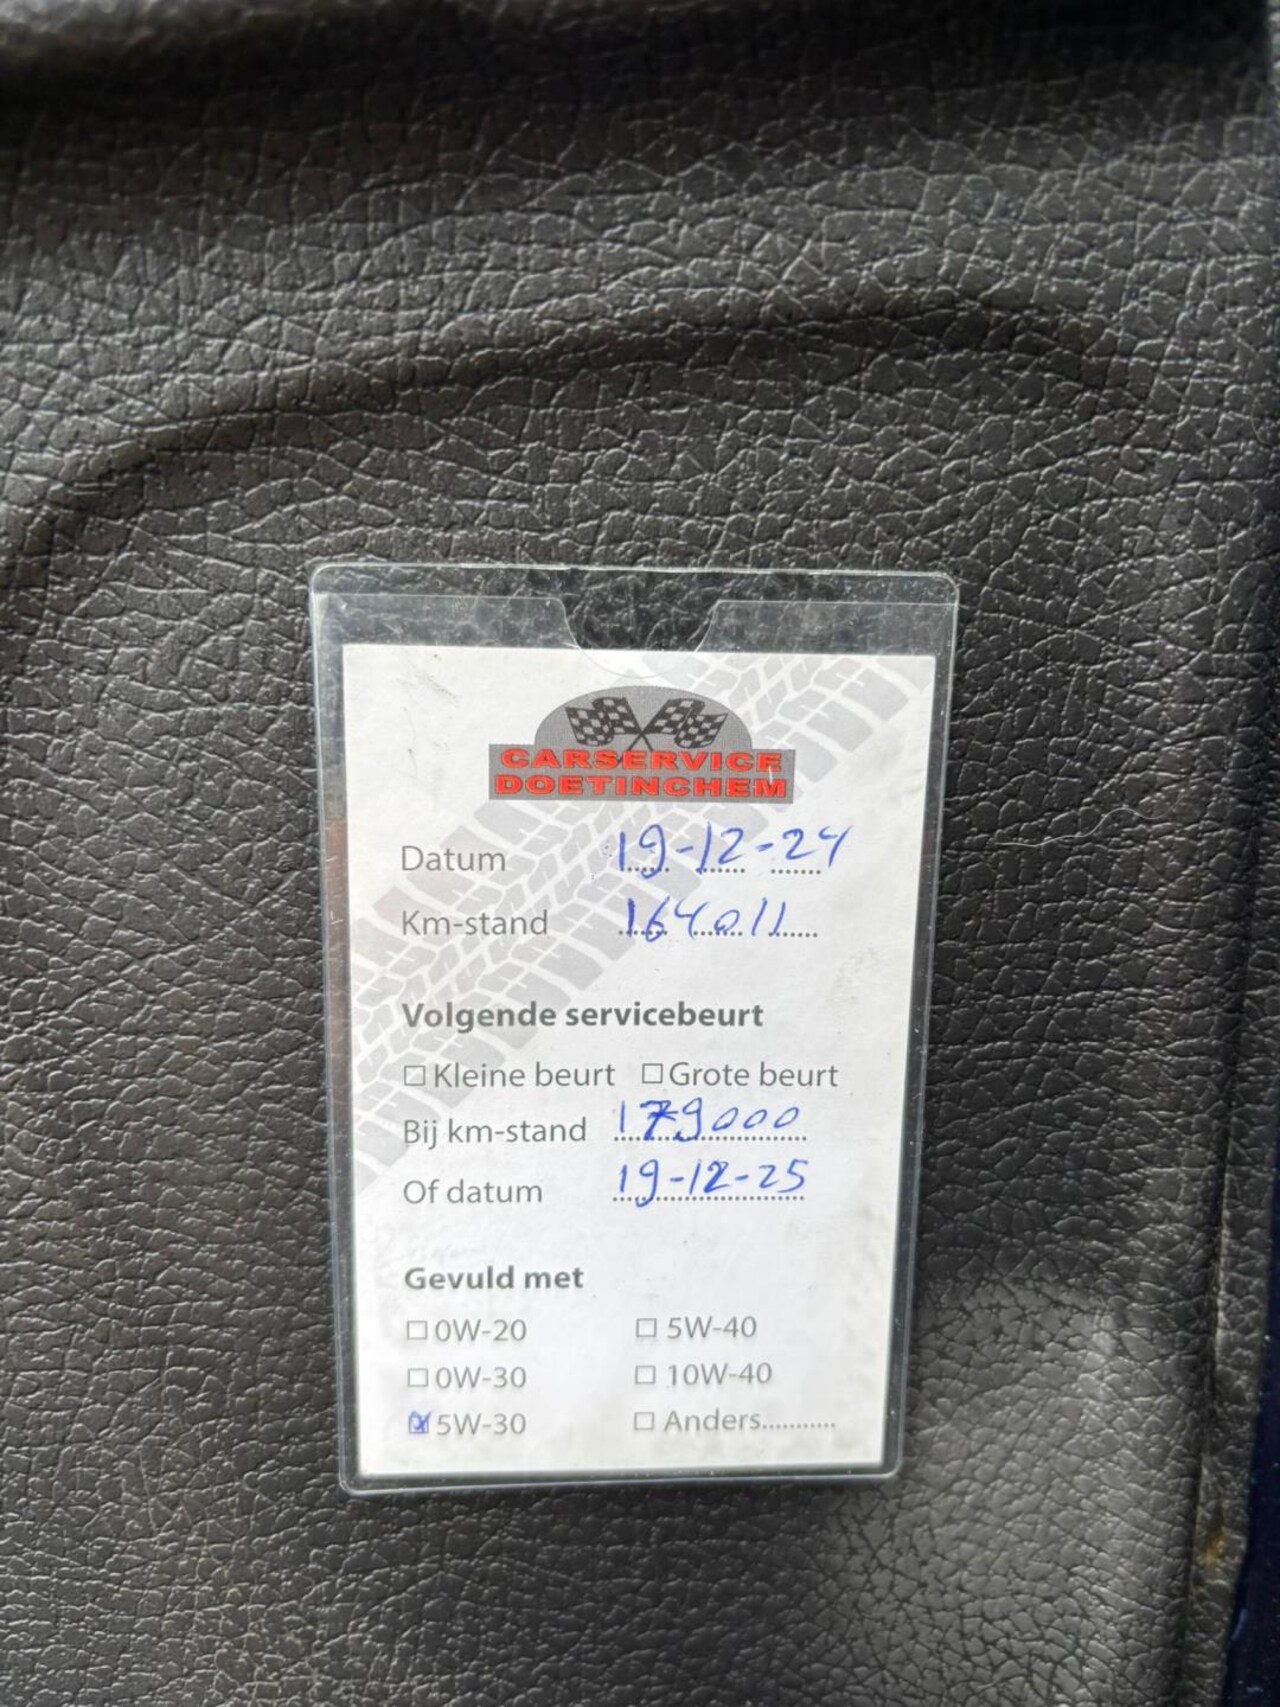 CARSERVICE
DOETINCHEM
Datum 19-12-24
Km-stand 164011
Volgende servicebeurt
☐ Kleine beurt ☐ Grote beurt
Bij km-stand 179000
Of datum 19-12-25
Gevuld met
☐ 0W-20 ☐ 5W-40
☐ 0W-30 ☐ 10W-40
☑ 5W-30 ☐ Anders...........